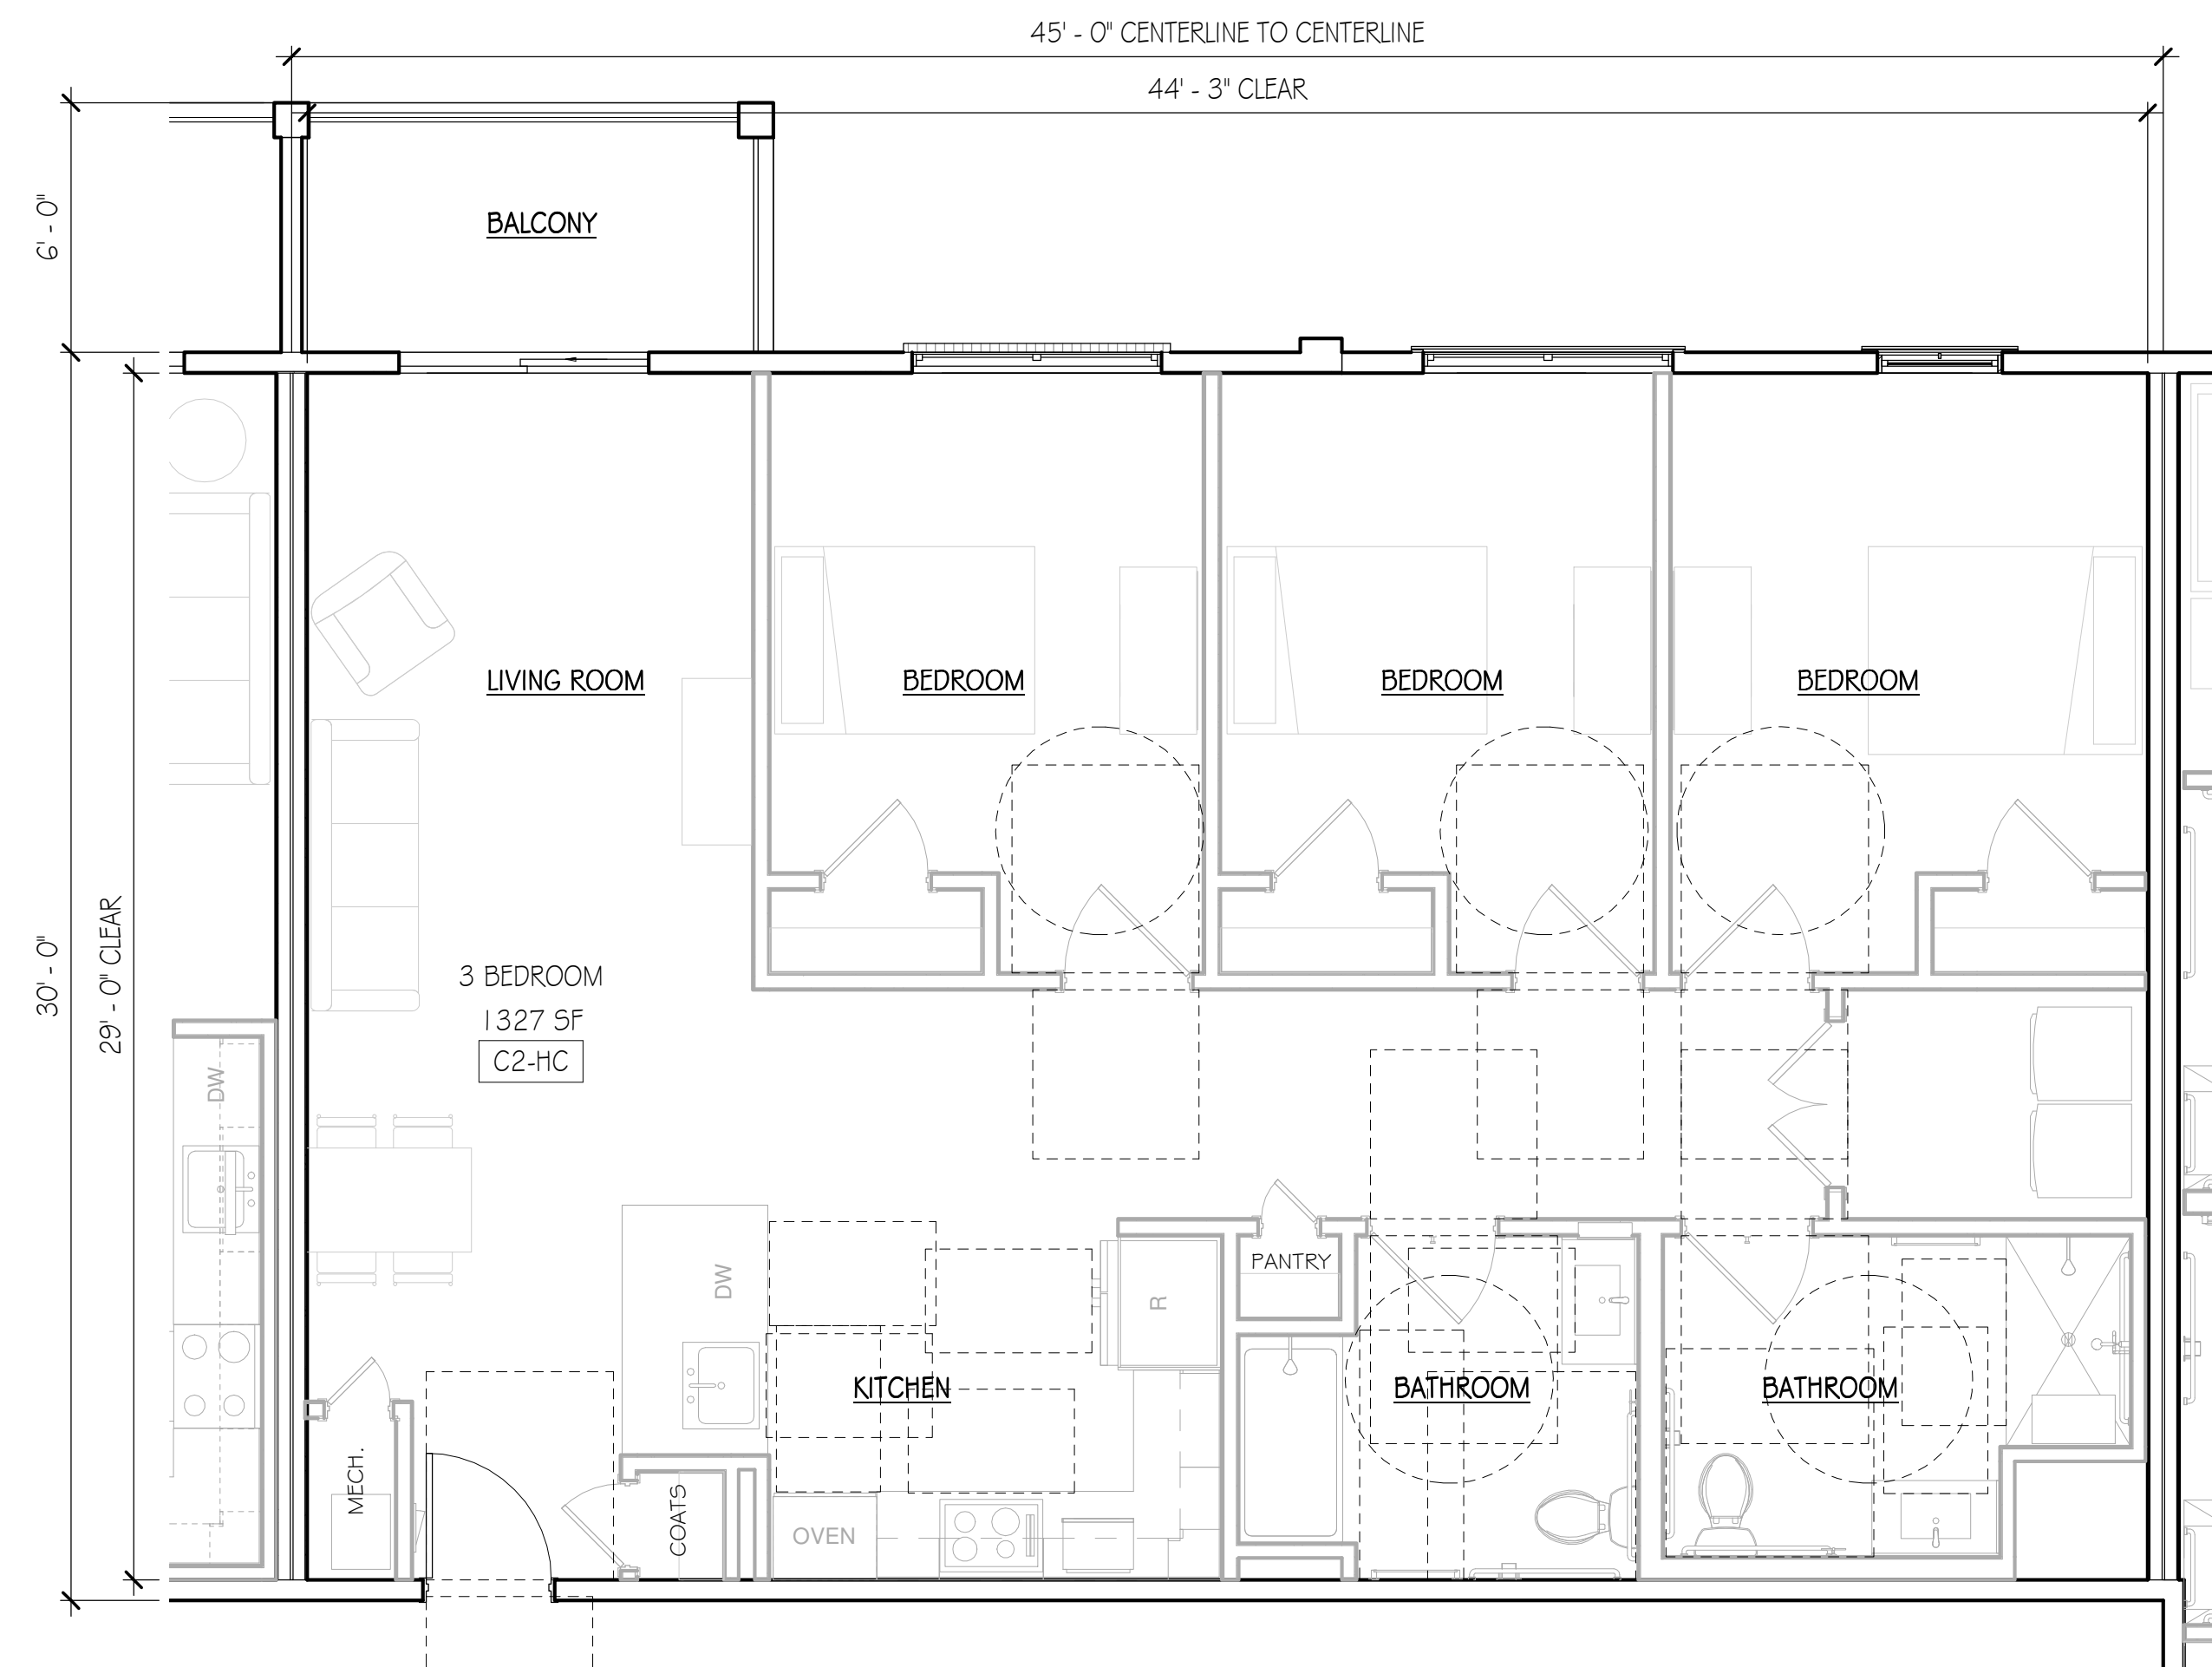 45' - 0" CENTERLINE TO CENTERLINE
44' - 3" CLEAR
6' - 0"
BALCONY
LIVING ROOM
BEDROOM
BEDROOM
BEDROOM
30' - 0"
29' - 0" CLEAR
3 BEDROOM
1327 SF
C2-HC
DW
DW
PANTRY
R
KITCHEN
BATHROOM
BATHROOM
MECH.
COATS
OVEN